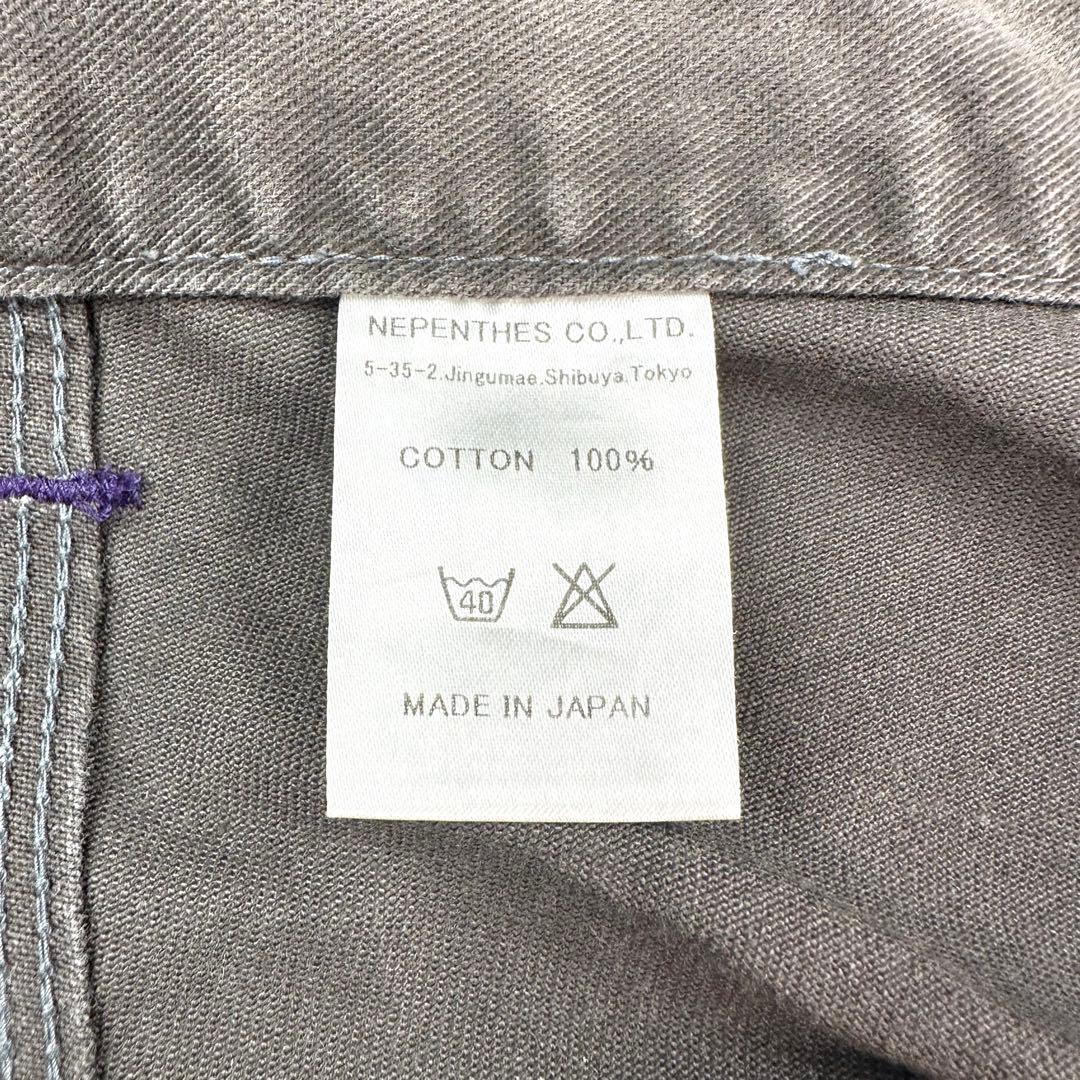 NEPENTHES CO.,LTD.
5-35-2.Jingumae.Shibuya.Tokyo
COTTON 100%
40
MADE IN JAPAN